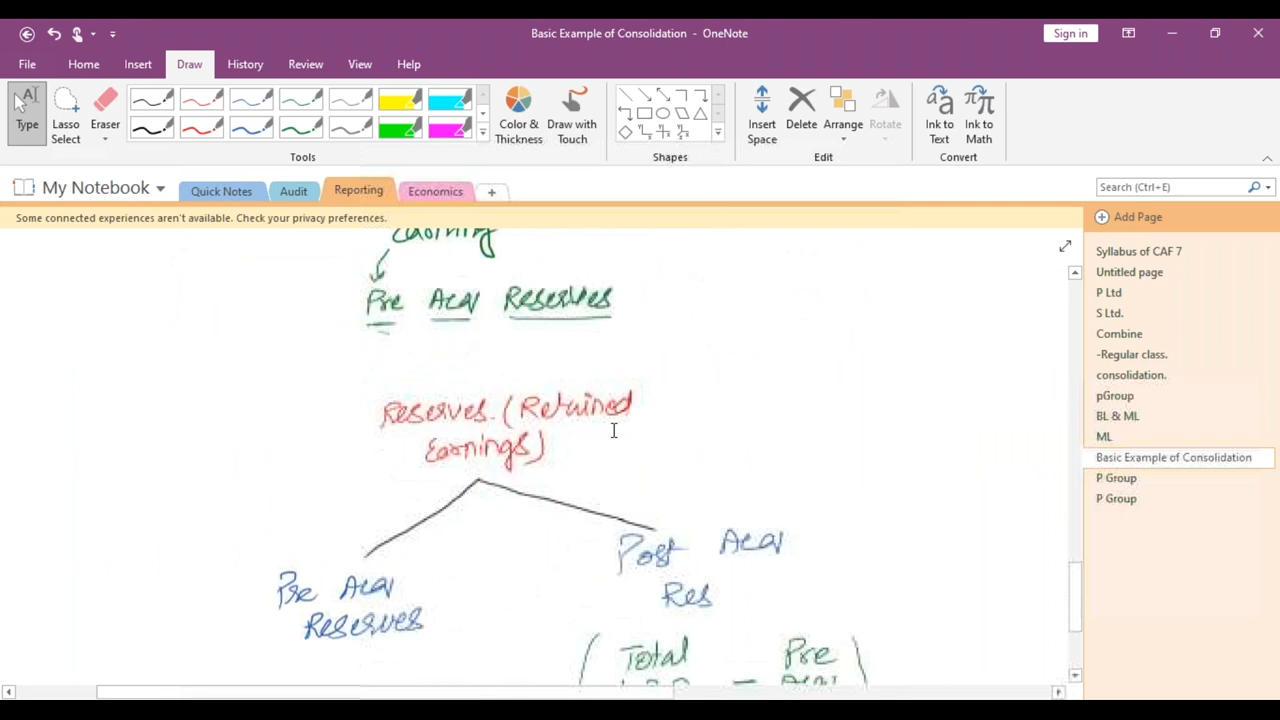 Basic Example of Consolidation - OneNote
Sign in
File Home Insert Draw History Review View Help
Type
Lasso Select
Eraser
Color & Thickness
Draw with Touch
Insert Space
Delete
Arrange
Rotate
Ink to Text
Ink to Math
Tools
Shapes
Edit
Convert
My Notebook
Quick Notes
Audit
Reporting
Economics
Search (Ctrl+E)
Some connected experiences aren't available. Check your privacy preferences.
Add Page
Syllabus of CAF 7
Untitled page
P Ltd
S Ltd.
Combine
-Regular class.
consolidation.
pGroup
BL & ML
ML
Basic Example of Consolidation
P Group
P Group
Earning
Pre Acq Reserves
Reserves. (Retained
Earnings)
Pre Acq
Reserves
Post Acq
Res
( Total Pre )